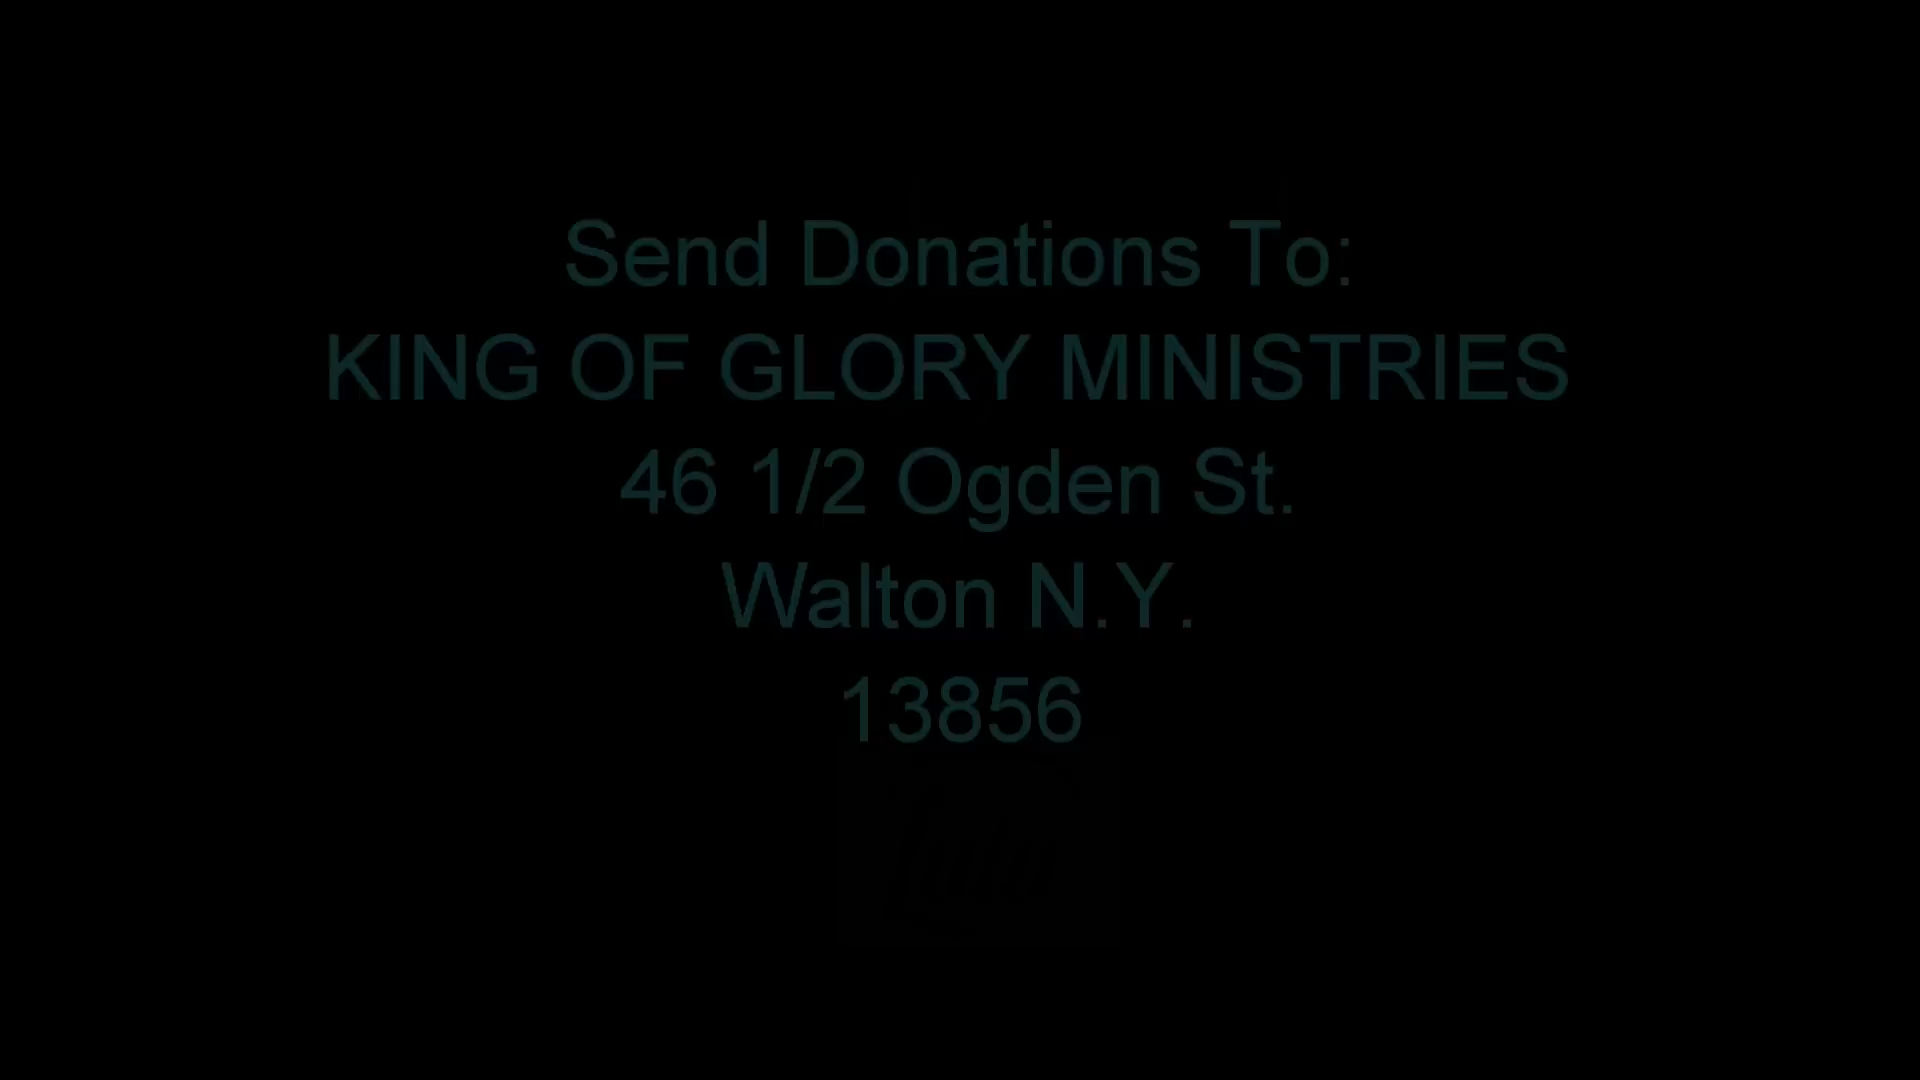 Send Donations To:
KING OF GLORY MINISTRIES
46 1/2 Ogden St.
Walton N.Y.
13856